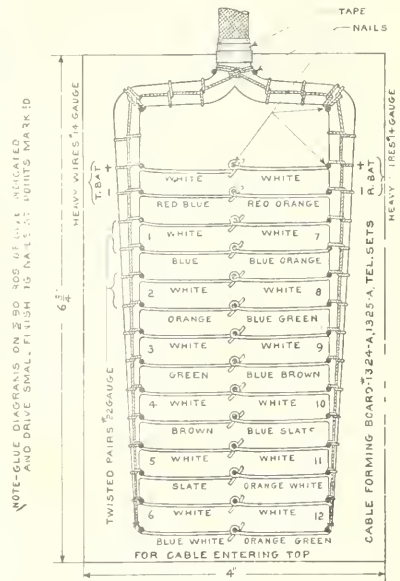 TAPE
NAILS
HEAVY WIRES #14 GAUGE
T. BAT. + −
+ − R. BAT
HEAVY WIRES 14 GAUGE
WHITE WHITE
RED BLUE RED ORANGE
1 WHITE WHITE 7
BLUE BLUE ORANGE
2 WHITE WHITE 8
ORANGE BLUE GREEN
3 WHITE WHITE 9
GREEN BLUE BROWN
4 WHITE WHITE 10
BROWN BLUE SLATE
5 WHITE WHITE 11
SLATE ORANGE WHITE
6 WHITE WHITE 12
BLUE WHITE ORANGE GREEN
FOR CABLE ENTERING TOP
4"
6 3/4
TWISTED PAIRS #22 GAUGE
CABLE FORMING BOARD-1324-A, 1325-A, TEL. SETS
NOTE-GLUE DIAGRAMS ON
AND DRIVE SMALL FINISHING NAILS AT POINTS MARKED